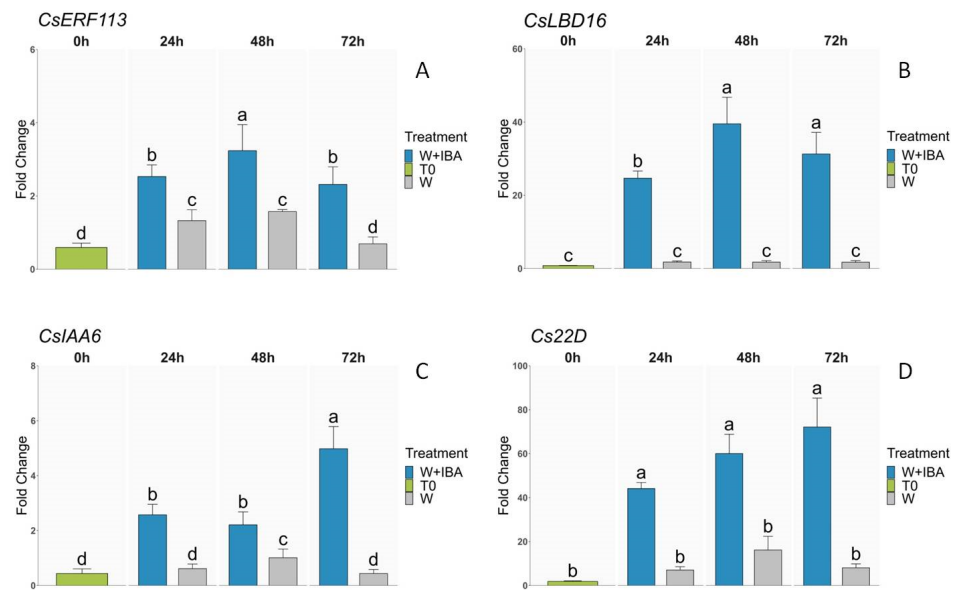 CsERF113
0h 24h 48h 72h
A
Fold Change
6
4
2
0
d
b
c
a
c
b
d
Treatment
W+IBA
T0
W
CsLBD16
0h 24h 48h 72h
B
Fold Change
60
40
20
0
c
b
c
a
c
a
c
Treatment
W+IBA
T0
W
CsIAA6
0h 24h 48h 72h
C
Fold Change
8
6
4
2
0
d
b
d
b
c
a
d
Treatment
W+IBA
T0
W
Cs22D
0h 24h 48h 72h
D
Fold Change
100
80
60
40
20
0
b
a
b
a
b
a
b
Treatment
W+IBA
T0
W